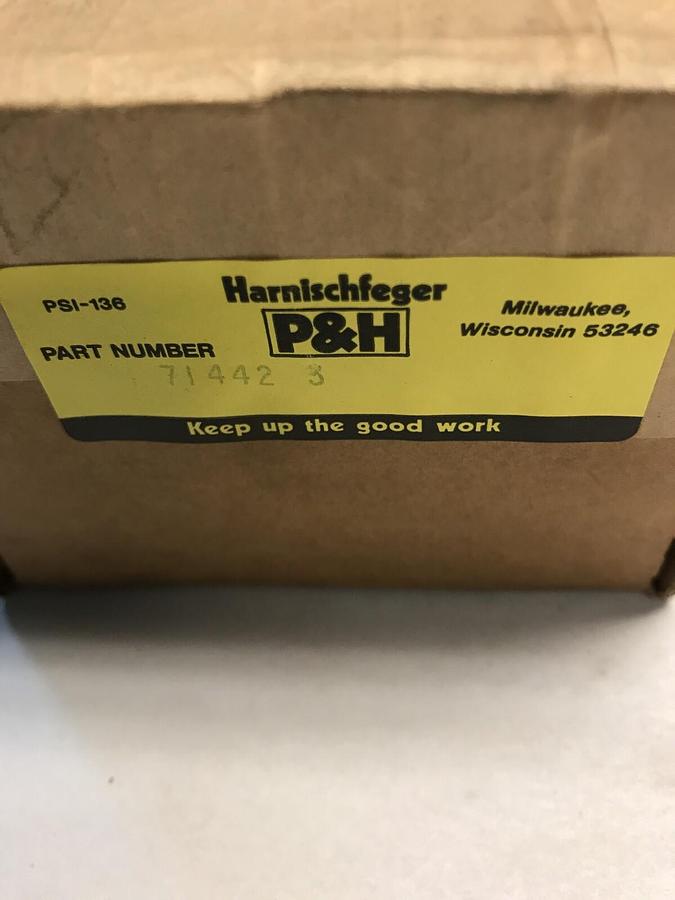 PSI-136
Harnischfeger
P&H
Milwaukee,
Wisconsin 53246
PART NUMBER
71442 3
Keep up the good work